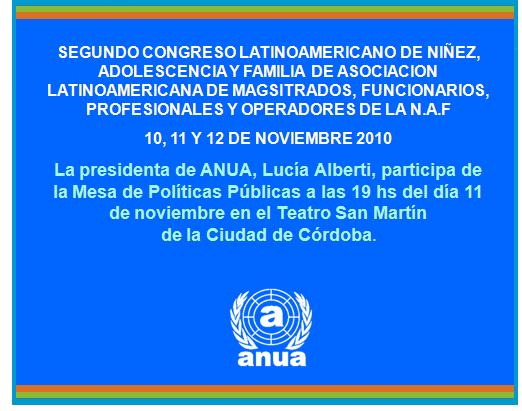 SEGUNDO CONGRESO LATINOAMERICANO DE NIÑEZ,
ADOLESCENCIA Y FAMILIA DE ASOCIACION
LATINOAMERICANA DE MAGSITRADOS, FUNCIONARIOS,
PROFESIONALES Y OPERADORES DE LA N.A.F
10, 11 Y 12 DE NOVIEMBRE 2010
La presidenta de ANUA, Lucía Alberti, participa de
la Mesa de Políticas Públicas a las 19 hs del día 11
de noviembre en el Teatro San Martín
de la Ciudad de Córdoba.
a
anua